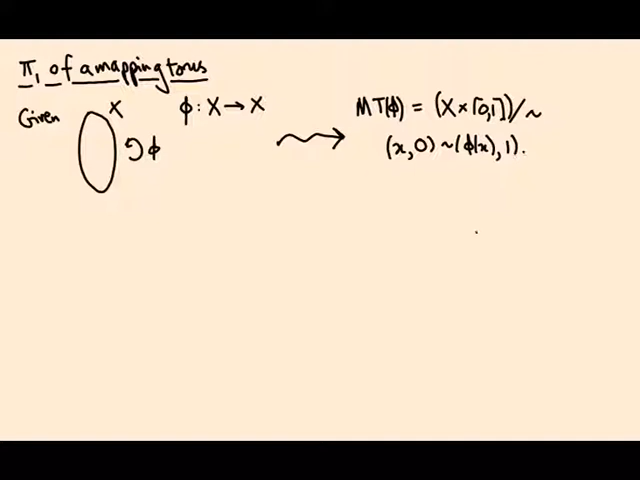 π₁ of a mapping torus
Given X φ φ: X → X MT(φ) = (X × [0,1])/~
(x,0) ~ (φ(x),1).